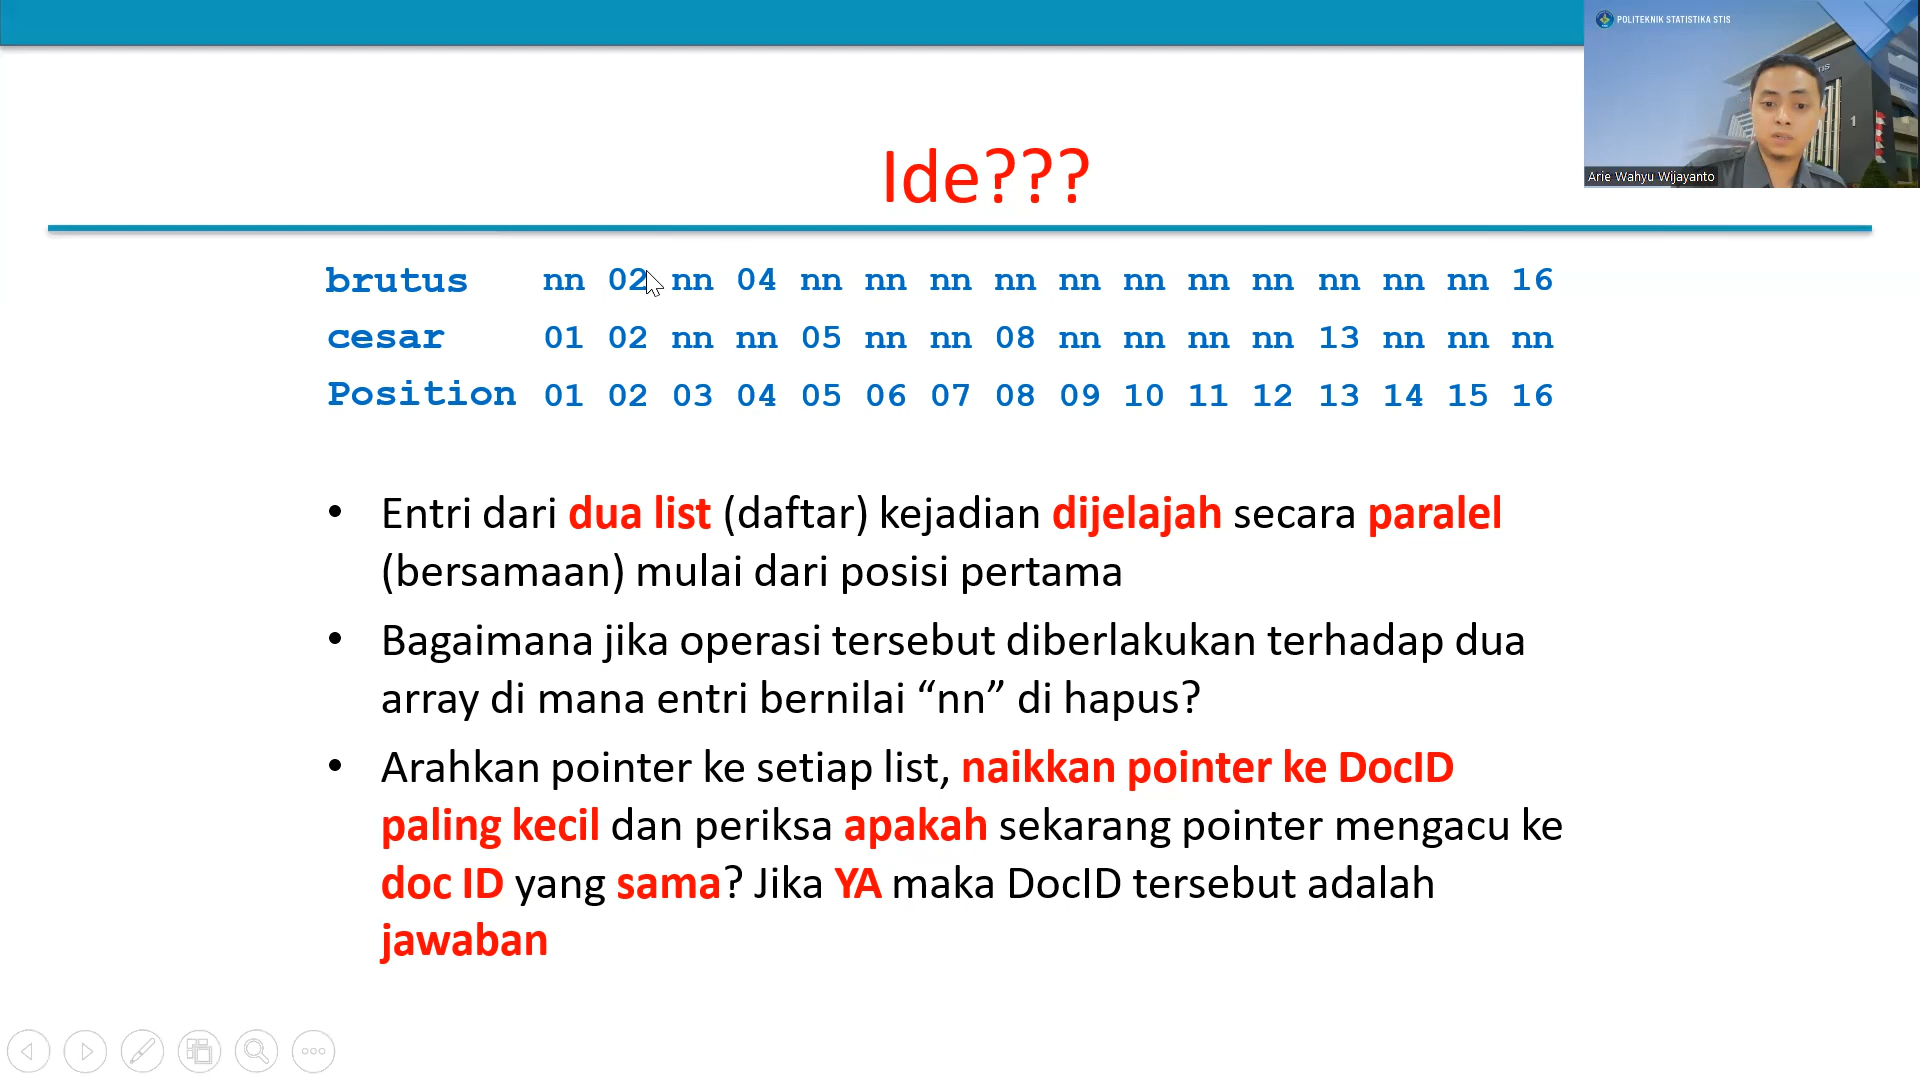 POLITEKNIK STATISTIKA STIS
1
Arie Wahyu Wijayanto
Ide???
brutus nn 02 nn 04 nn nn nn nn nn nn nn nn nn nn nn 16
cesar 01 02 nn nn 05 nn nn 08 nn nn nn nn 13 nn nn nn
Position 01 02 03 04 05 06 07 08 09 10 11 12 13 14 15 16
• Entri dari dua list (daftar) kejadian dijelajah secara paralel
(bersamaan) mulai dari posisi pertama
• Bagaimana jika operasi tersebut diberlakukan terhadap dua
array di mana entri bernilai “nn” di hapus?
• Arahkan pointer ke setiap list, naikkan pointer ke DocID
paling kecil dan periksa apakah sekarang pointer mengacu ke
doc ID yang sama? Jika YA maka DocID tersebut adalah
jawaban